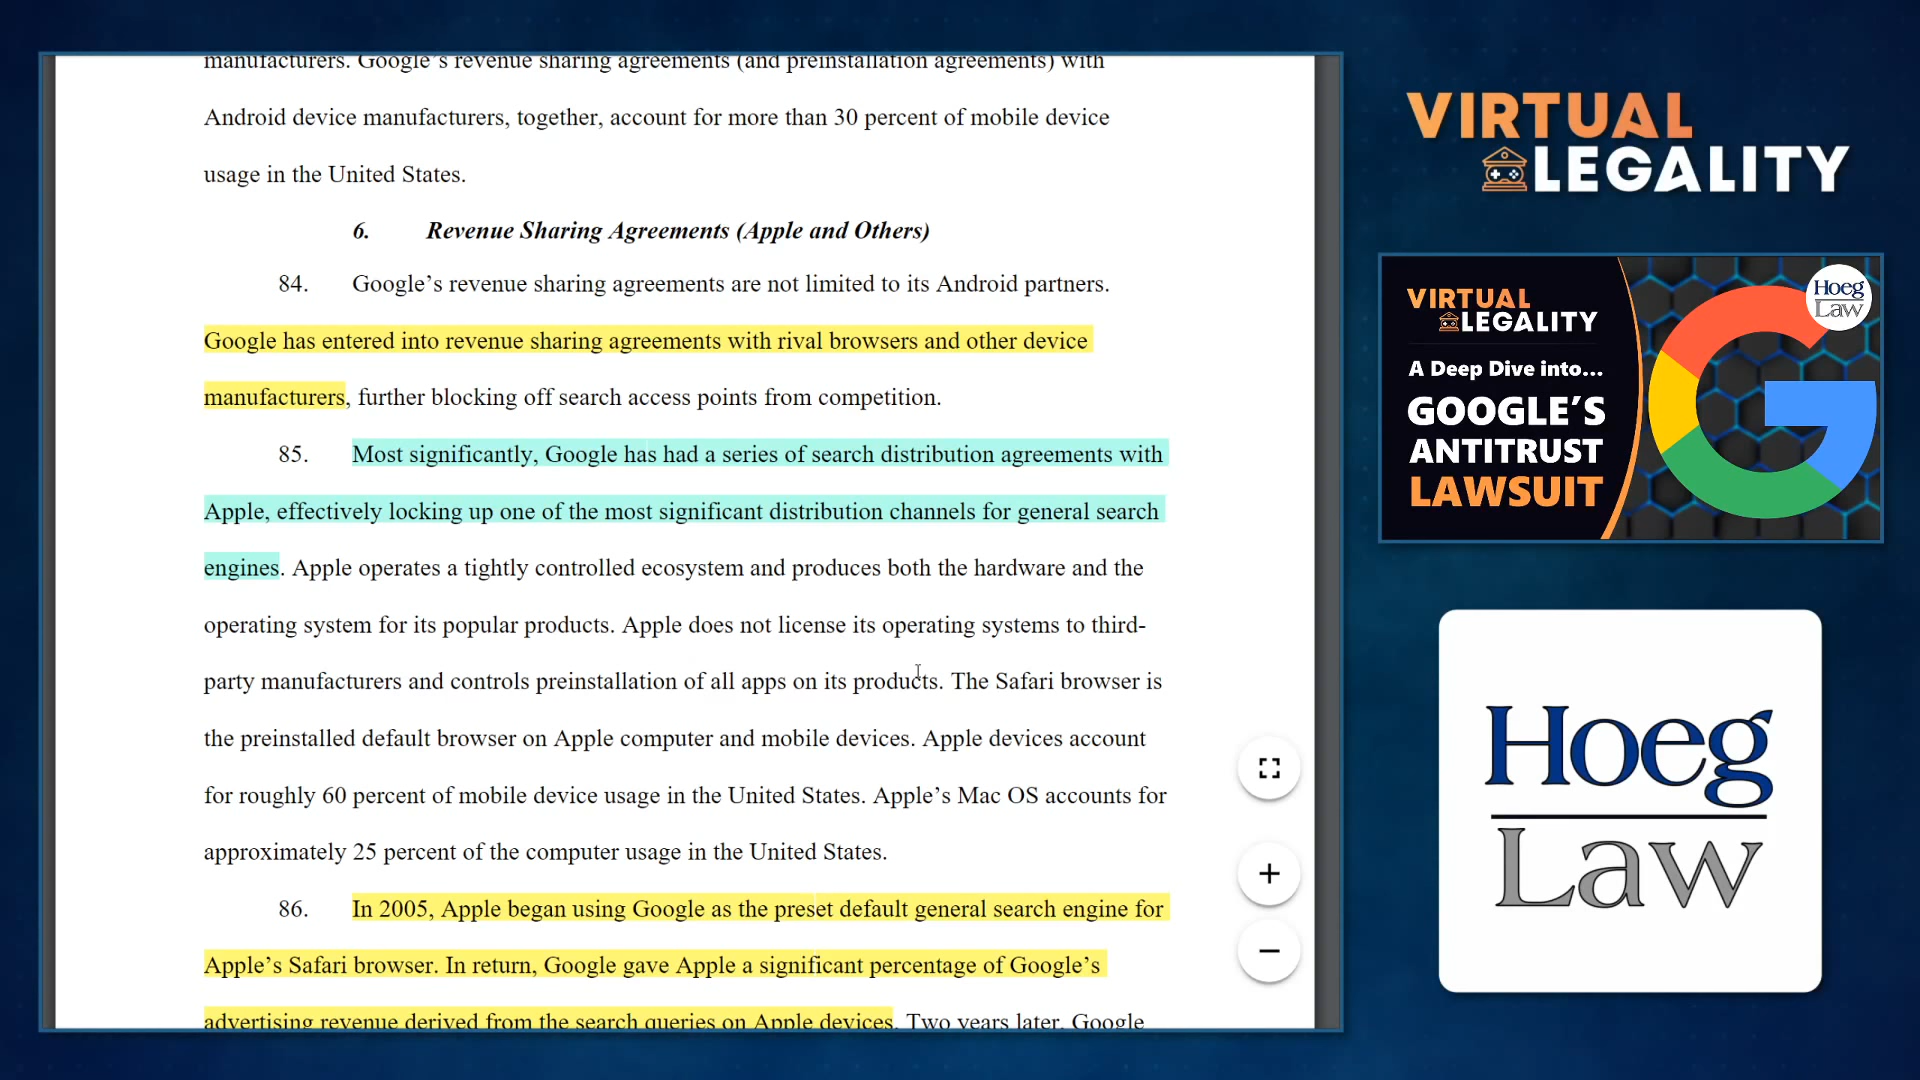 manufacturers. Google’s revenue sharing agreements (and preinstallation agreements) with
Android device manufacturers, together, account for more than 30 percent of mobile device
usage in the United States.
6. Revenue Sharing Agreements (Apple and Others)
84. Google’s revenue sharing agreements are not limited to its Android partners.
Google has entered into revenue sharing agreements with rival browsers and other device
manufacturers, further blocking off search access points from competition.
85. Most significantly, Google has had a series of search distribution agreements with
Apple, effectively locking up one of the most significant distribution channels for general search
engines. Apple operates a tightly controlled ecosystem and produces both the hardware and the
operating system for its popular products. Apple does not license its operating systems to third-
party manufacturers and controls preinstallation of all apps on its products. The Safari browser is
the preinstalled default browser on Apple computer and mobile devices. Apple devices account
for roughly 60 percent of mobile device usage in the United States. Apple’s Mac OS accounts for
approximately 25 percent of the computer usage in the United States.
86. In 2005, Apple began using Google as the preset default general search engine for
Apple’s Safari browser. In return, Google gave Apple a significant percentage of Google’s
advertising revenue derived from the search queries on Apple devices. Two years later, Google
VIRTUAL
LEGALITY
VIRTUAL
LEGALITY
Hoeg
Law
A Deep Dive into...
GOOGLE’S
ANTITRUST
LAWSUIT
Hoeg
Law